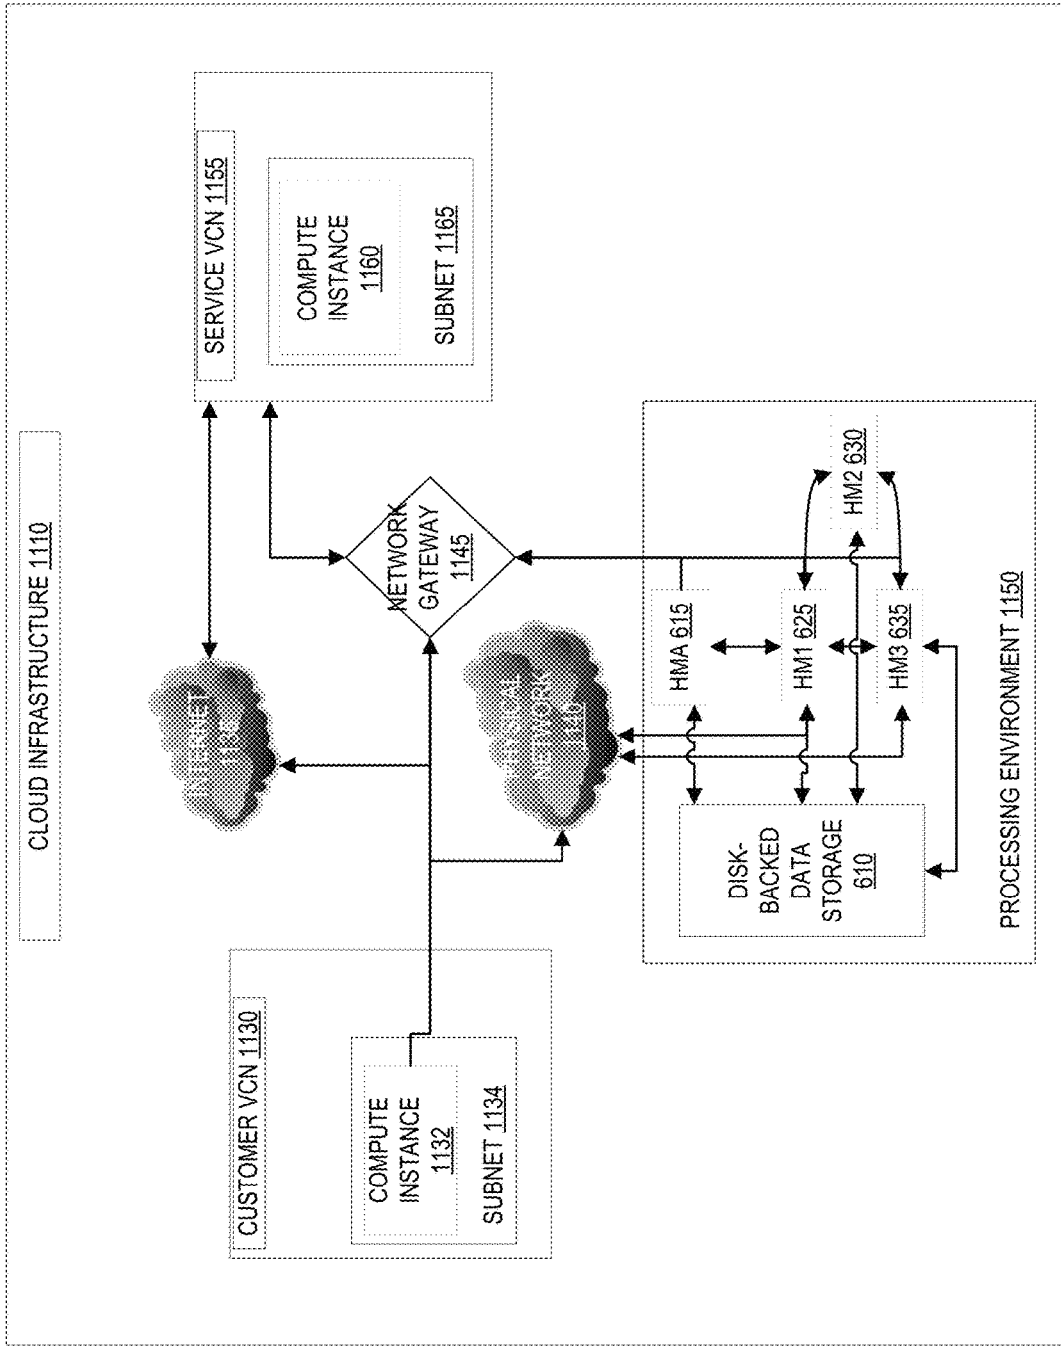 CLOUD INFRASTRUCTURE 1110
CUSTOMER VCN 1130
COMPUTE
INSTANCE
1132
SUBNET 1134
INTERNET
NETWORK
GATEWAY
1145
NETWORK
SERVICE VCN 1155
COMPUTE
INSTANCE
1160
SUBNET 1165
DISK-
BACKED
DATA
STORAGE
610
HMA 615
HM1 625
HM2 630
HM3 635
PROCESSING ENVIRONMENT 1150